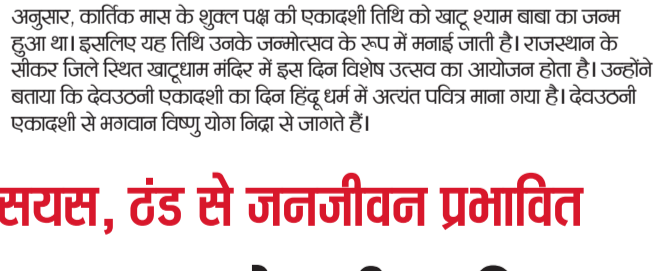 अनुसार, कार्तिक मास के शुक्ल पक्ष की एकादशी तिथि को खाटू श्याम बाबा का जन्म
हुआ था। इसलिए यह तिथि उनके जन्मोत्सव के रूप में मनाई जाती है। राजस्थान के
सीकर जिले स्थित खाटूधाम मंदिर में इस दिन विशेष उत्सव का आयोजन होता है। उन्होंने
बताया कि देवउठनी एकादशी का दिन हिंदू धर्म में अत्यंत पवित्र माना गया है। देवउठनी
एकादशी से भगवान विष्णु योग निद्रा से जागते हैं।
सयस, ठंड से जनजीवन प्रभावित